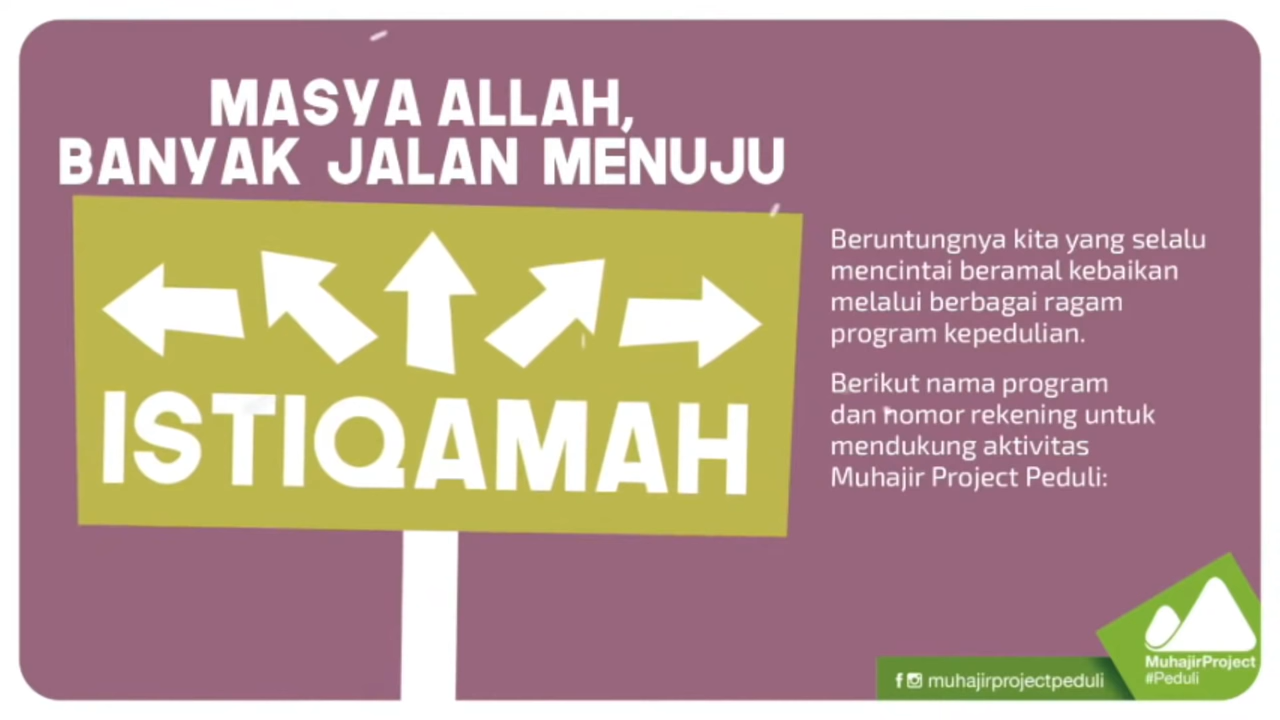 MASYA ALLAH,
BANYAK JALAN MENUJU
ISTIQAMAH
Beruntungnya kita yang selalu
mencintai beramal kebaikan
melalui berbagai ragam
program kepedulian.
Berikut nama program
dan nomor rekening untuk
mendukung aktivitas
Muhajir Project Peduli:
muhajirprojectpeduli
MuhajirProject
#Peduli